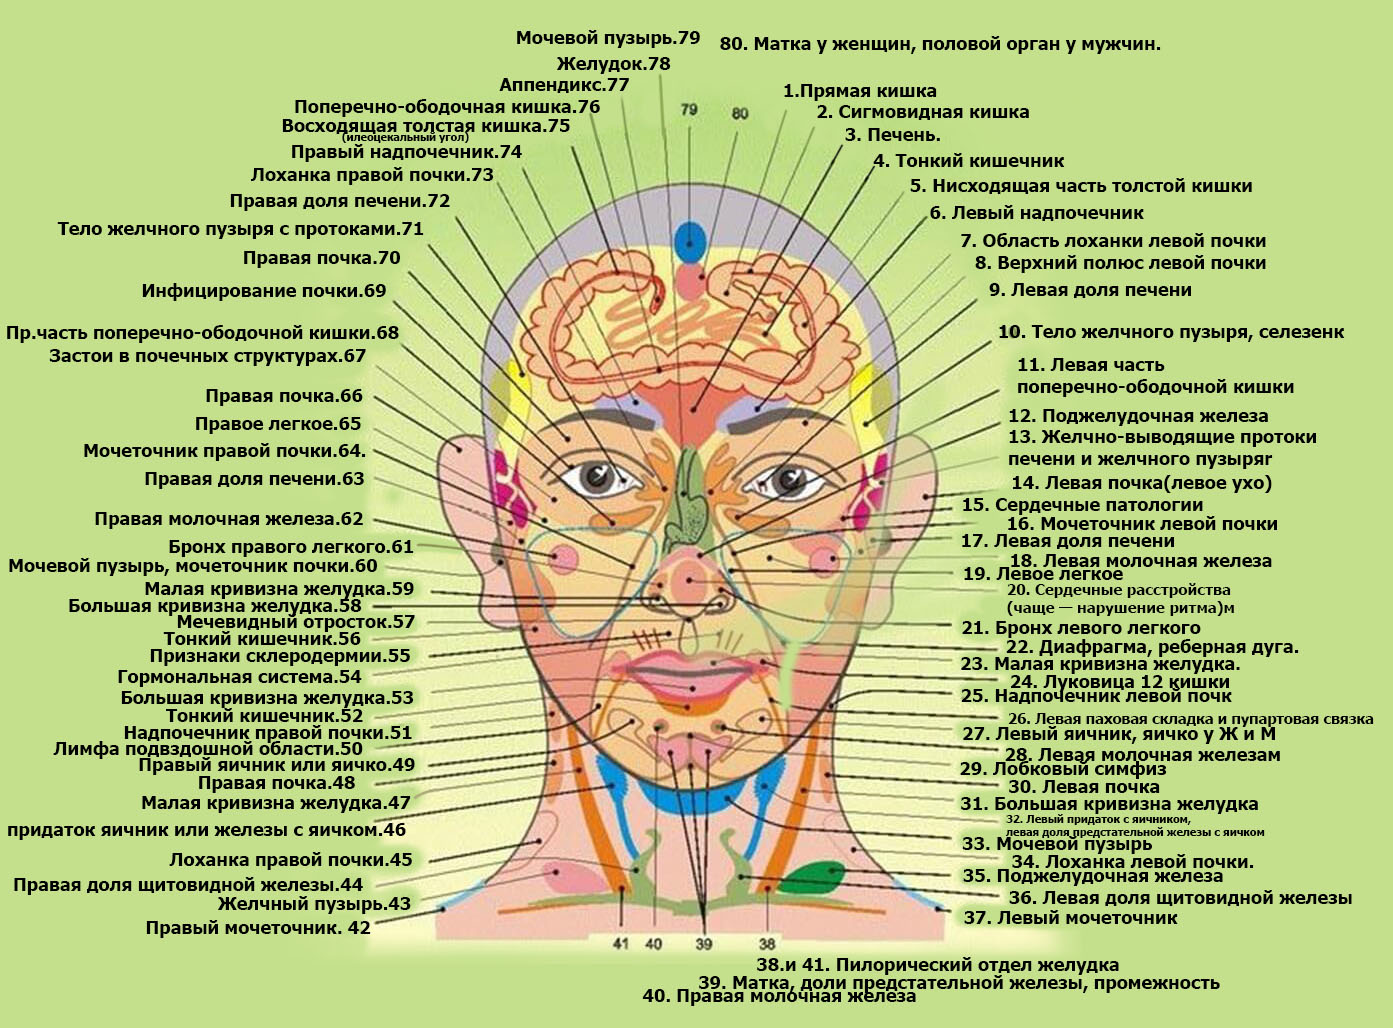 Мочевой пузырь.79
80. Матка у женщин, половой орган у мужчин.
Желудок.78
Аппендикс.77
Поперечно-ободочная кишка.76
Восходящая толстая кишка.75
(илеоцекальный угол)
Правый надпочечник.74
Лоханка правой почки.73
Правая доля печени.72
Тело желчного пузыря с протоками.71
Правая почка.70
Инфицирование почки.69
Пр.часть поперечно-ободочной кишки.68
Застои в почечных структурах.67
Правая почка.66
Правое легкое.65
Мочеточник правой почки.64.
Правая доля печени.63
Правая молочная железа.62
Бронх правого легкого.61
Мочевой пузырь, мочеточник почки.60
Малая кривизна желудка.59
Большая кривизна желудка.58
Мечевидный отросток.57
Тонкий кишечник.56
Признаки склеродермии.55
Гормональная система.54
Большая кривизна желудка.53
Тонкий кишечник.52
Надпочечник правой почки.51
Лимфа подвздошной области.50
Правый яичник или яичко.49
Правая почка.48
Малая кривизна желудка.47
придаток яичник или железы с яичком.46
Лоханка правой почки.45
Правая доля щитовидной железы.44
Желчный пузырь.43
Правый мочеточник. 42
79
80
1.Прямая кишка
2. Сигмовидная кишка
3. Печень.
4. Тонкий кишечник
5. Нисходящая часть толстой кишки
6. Левый надпочечник
7. Область лоханки левой почки
8. Верхний полюс левой почки
9. Левая доля печени
10. Тело желчного пузыря, селезенк
11. Левая часть
поперечно-ободочной кишки
12. Поджелудочная железа
13. Желчно-выводящие протоки
печени и желчного пузыряг
14. Левая почка(левое ухо)
15. Сердечные патологии
16. Мочеточник левой почки
17. Левая доля печени
18. Левая молочная железа
19. Левое легкое
20. Сердечные расстройства
(чаще — нарушение ритма)м
21. Бронх левого легкого
22. Диафрагма, реберная дуга.
23. Малая кривизна желудка.
24. Луковица 12 кишки
25. Надпочечник левой почк
26. Левая паховая складка и пупартовая связка
27. Левый яичник, яичко у Ж и М
28. Левая молочная железам
29. Лобковый симфиз
30. Левая почка
31. Большая кривизна желудка
32. Левый придаток с яичником,
левая доля предстательной железы с яичком
33. Мочевой пузырь
34. Лоханка левой почки.
35. Поджелудочная железа
36. Левая доля щитовидной железы
37. Левый мочеточник
41
40
39
38
38.и 41. Пилорический отдел желудка
39. Матка, доли предстательной железы, промежность
40. Правая молочная железа